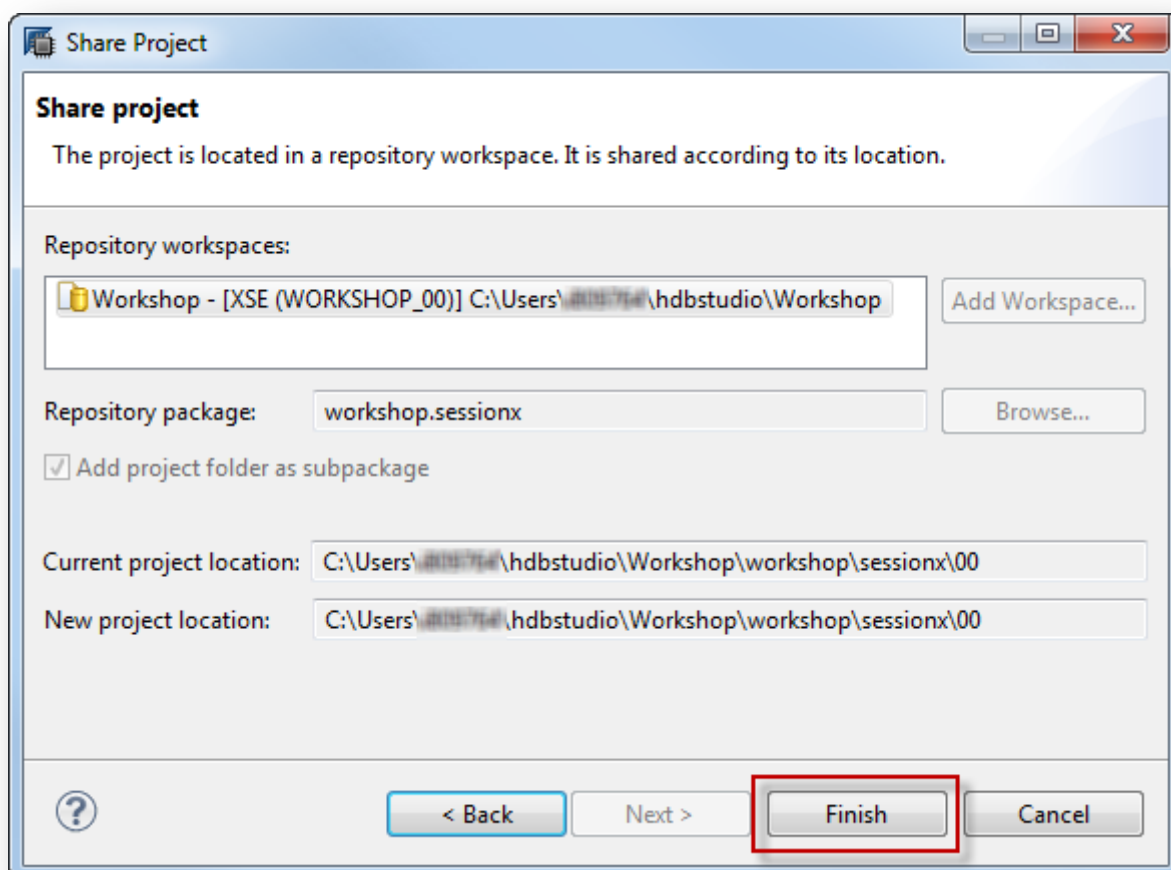 Share Project
Share project
The project is located in a repository workspace. It is shared according to its location.
Repository workspaces:
Workshop - [XSE (WORKSHOP_00)] C:\Users\ \hdbstudio\Workshop
Add Workspace...
Repository package:
workshop.sessionx
Browse...
Add project folder as subpackage
Current project location:
C:\Users\ \hdbstudio\Workshop\workshop\sessionx\00
New project location:
C:\Users\ \hdbstudio\Workshop\workshop\sessionx\00
?
< Back
Next >
Finish
Cancel